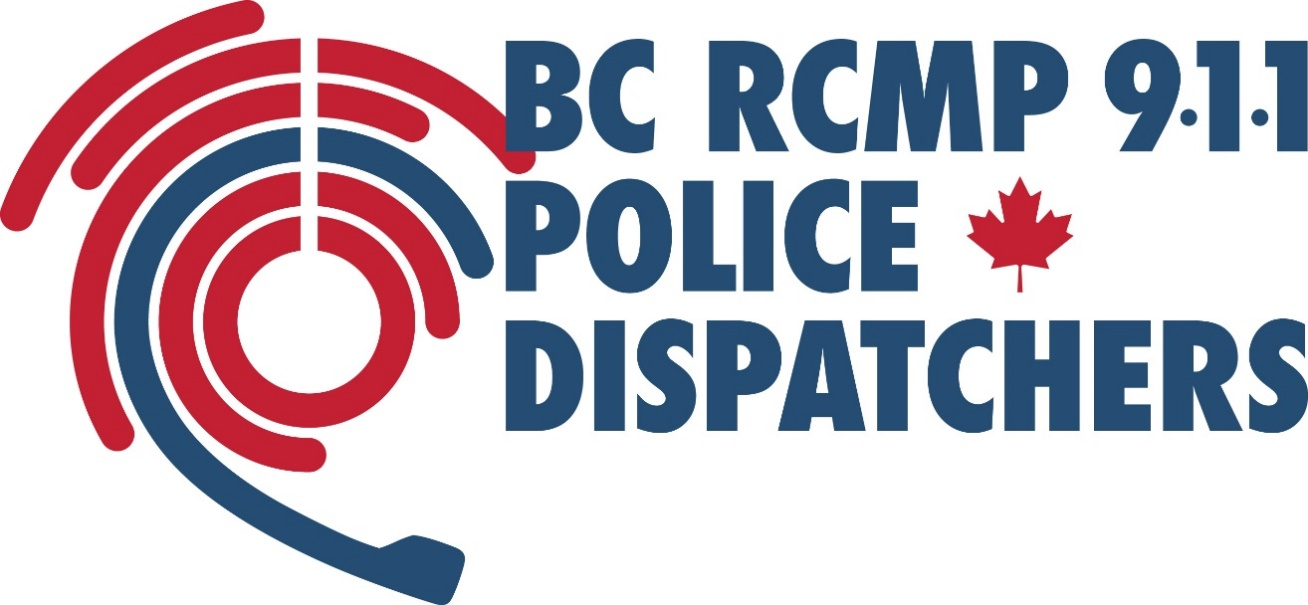 BC RCMP 9·1·1
POLICE
DISPATCHERS